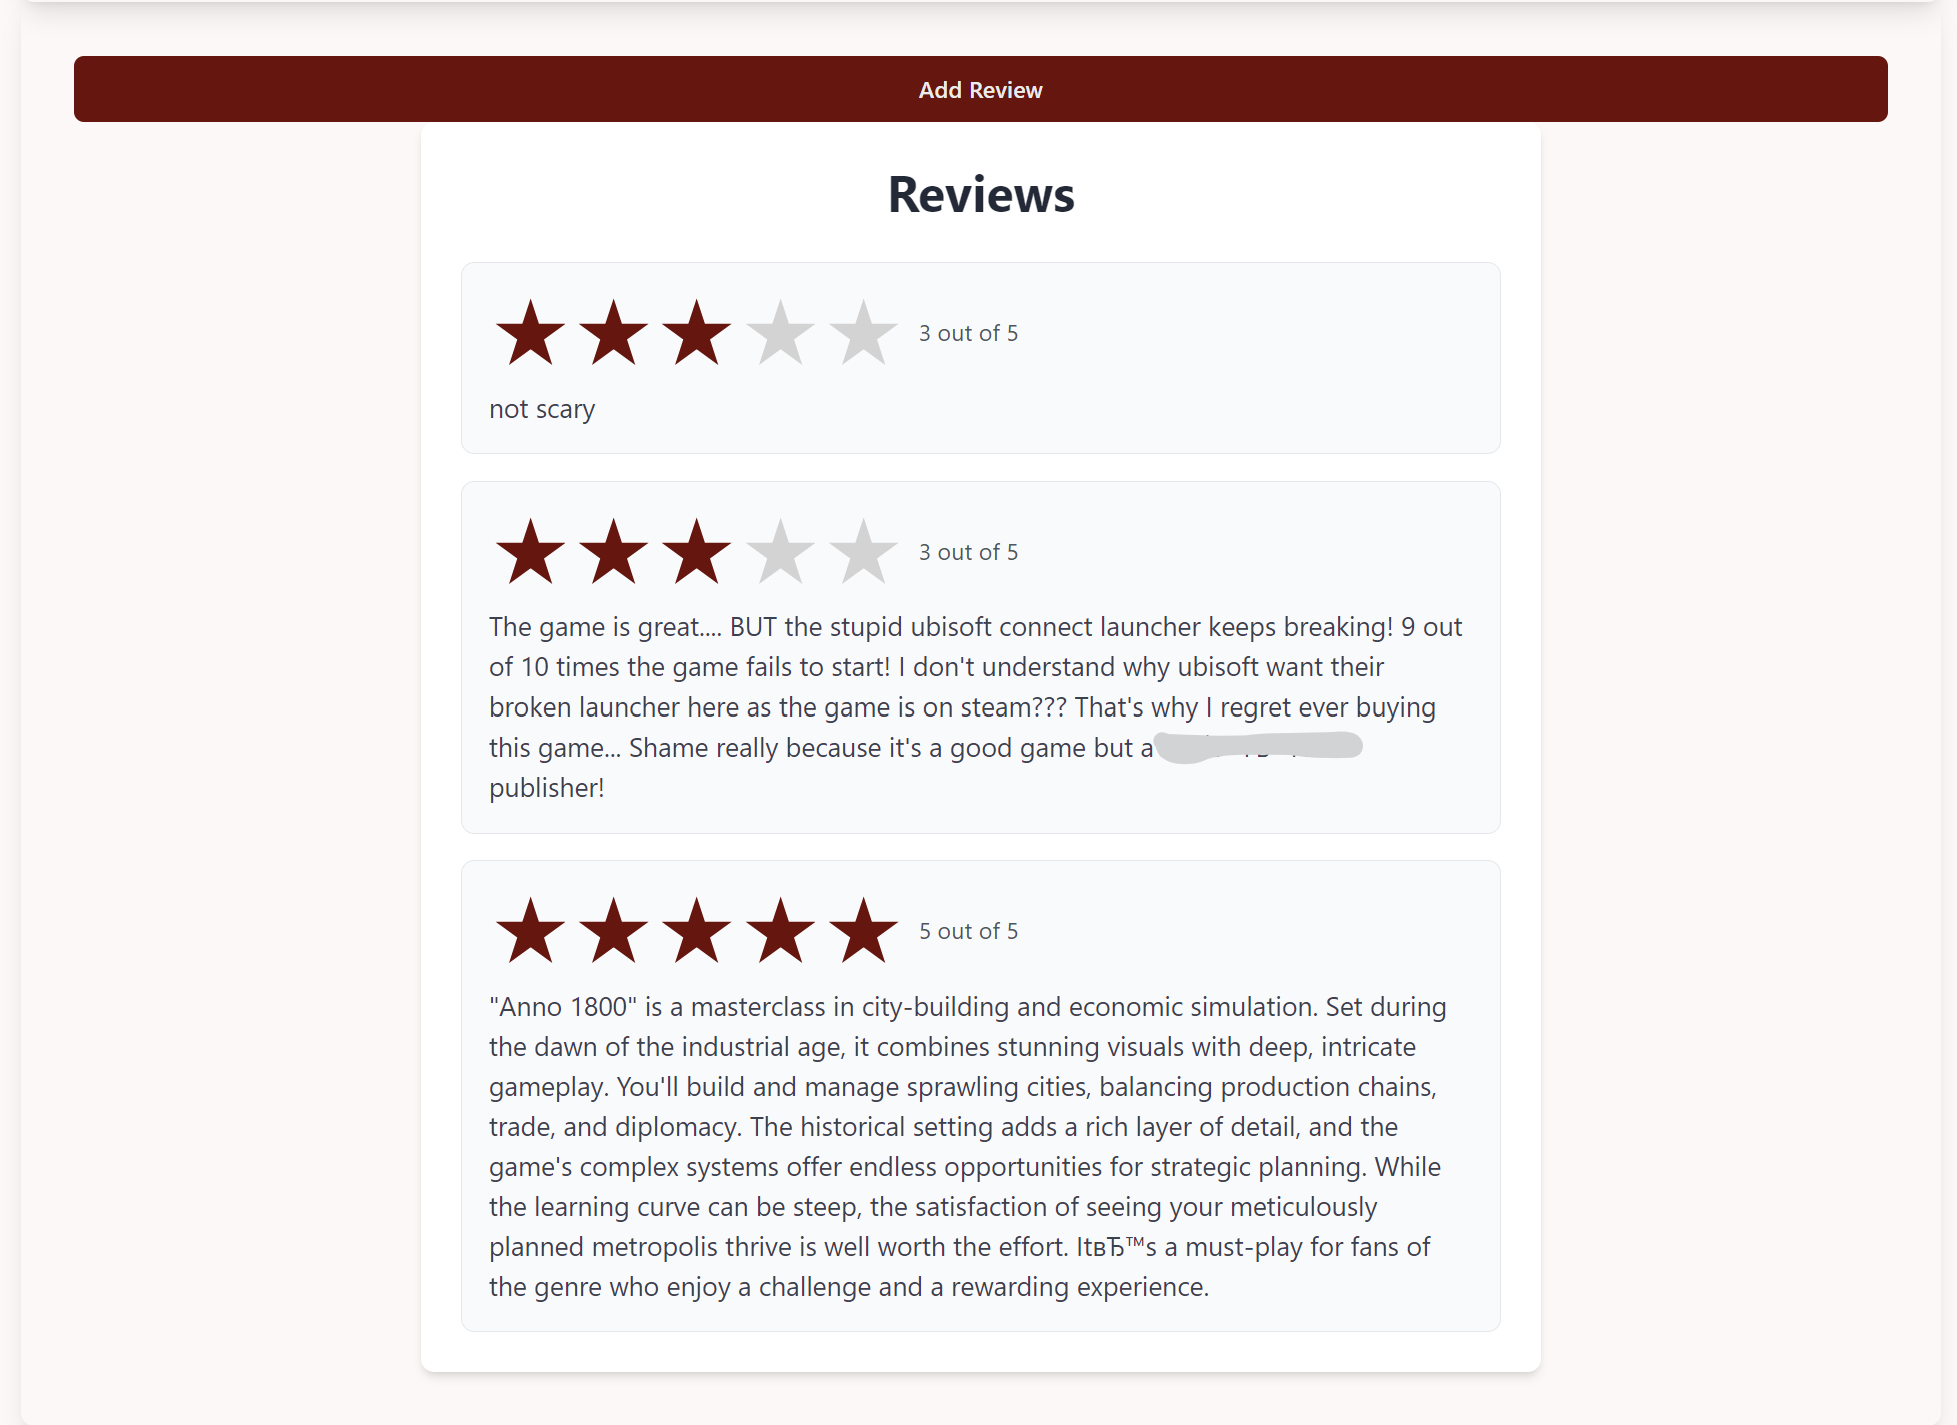 Add Review
Reviews
3 out of 5
not scary
3 out of 5
The game is great.... BUT the stupid ubisoft connect launcher keeps breaking! 9 out
of 10 times the game fails to start! I don't understand why ubisoft want their
broken launcher here as the game is on steam??? That's why I regret ever buying
this game... Shame really because it's a good game but a
publisher!
5 out of 5
"Anno 1800" is a masterclass in city-building and economic simulation. Set during
the dawn of the industrial age, it combines stunning visuals with deep, intricate
gameplay. You'll build and manage sprawling cities, balancing production chains,
trade, and diplomacy. The historical setting adds a rich layer of detail, and the
game's complex systems offer endless opportunities for strategic planning. While
the learning curve can be steep, the satisfaction of seeing your meticulously
planned metropolis thrive is well worth the effort. Itвђ™s a must-play for fans of
the genre who enjoy a challenge and a rewarding experience.